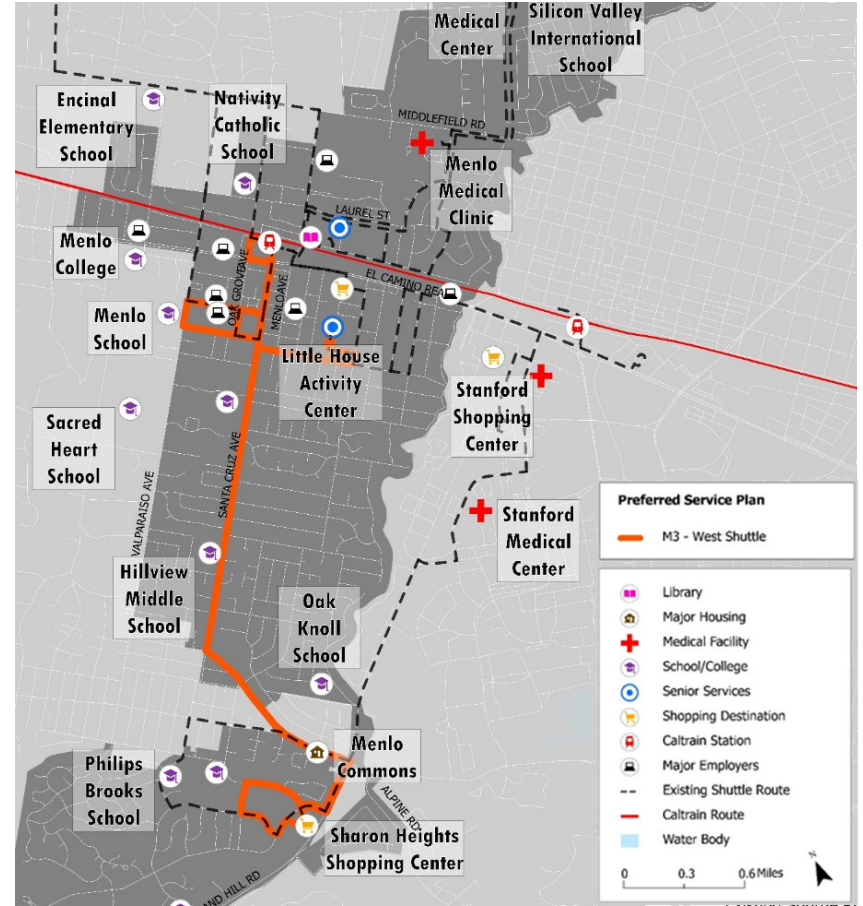 Medical
Center
Silicon Valley
International
School
Encinal
Elementary
School
Nativity
Catholic
School
MIDDLEFIELD RD
Menlo
Medical
Clinic
LAUREL ST
Menlo
College
OAK GROVE AVE
MENLO AVE
EL CAMINO REAL
Menlo
School
Little House
Activity
Center
Stanford
Shopping
Center
Sacred
Heart
School
SANTA CRUZ AVE
VALPARAISO AVE
Stanford
Medical
Center
Hillview
Middle
School
Oak
Knoll
School
Menlo
Commons
Philips
Brooks
School
ALPINE RD
Sharon Heights
Shopping Center
AND HILL RD
Preferred Service Plan
M3 - West Shuttle
Library
Major Housing
Medical Facility
School/College
Senior Services
Shopping Destination
Caltrain Station
Major Employers
Existing Shuttle Route
Caltrain Route
Water Body
0 0.3 0.6 Miles
N